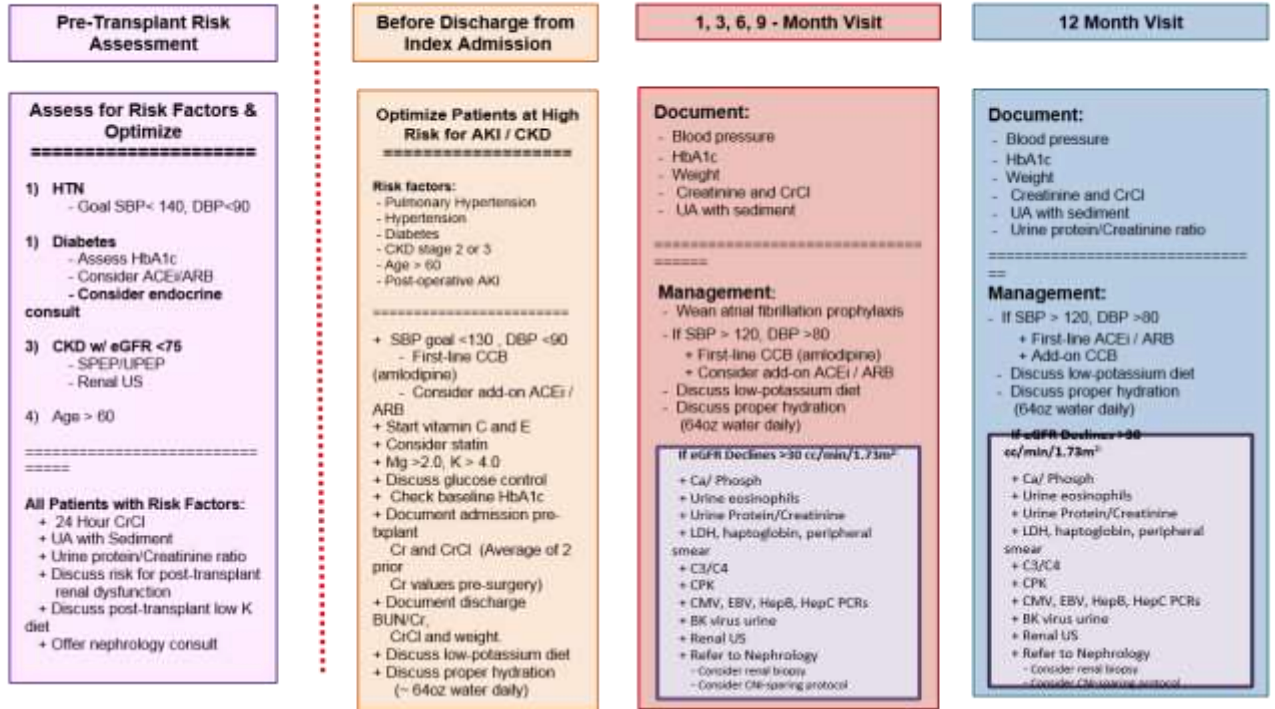 Pre-Transplant Risk
Assessment
Assess for Risk Factors &
Optimize
=======================
1) HTN
- Goal SBP< 140, DBP<90
1) Diabetes
- Assess HbA1c
- Consider ACEi/ARB
- Consider endocrine
consult
3) CKD w/ eGFR <75
- SPEP/UPEP
- Renal US
4) Age > 60
==========================
=====
All Patients with Risk Factors:
+ 24 Hour CrCl
+ UA with Sediment
+ Urine protein/Creatinine ratio
+ Discuss risk for post-transplant
renal dysfunction
+ Discuss post-transplant low K
diet
+ Offer nephrology consult
Before Discharge from
Index Admission
Optimize Patients at High
Risk for AKI / CKD
===================
Risk factors:
- Pulmonary Hypertension
- Hypertension
- Diabetes
- CKD stage 2 or 3
- Age > 60
- Post-operative AKI
=========================
+ SBP goal <130 , DBP <90
- First-line CCB
(amlodipine)
- Consider add-on ACEi /
ARB
+ Start vitamin C and E
+ Consider statin
+ Mg >2.0, K > 4.0
+ Discuss glucose control
+ Check baseline HbA1c
+ Document admission pre-
txplant
Cr and CrCl (Average of 2
prior
Cr values pre-surgery)
+ Document discharge
BUN/Cr,
CrCl and weight
+ Discuss low-potassium diet
+ Discuss proper hydration
(~ 64oz water daily)
1, 3, 6, 9 - Month Visit
Document:
- Blood pressure
- HbA1c
- Weight
- Creatinine and CrCl
- UA with sediment
==============================
======
Management:
- Wean atrial fibrillation prophylaxis
- If SBP > 120, DBP >80
+ First-line CCB (amlodipine)
+ Consider add-on ACEi / ARB
- Discuss low-potassium diet
- Discuss proper hydration
(64oz water daily)
If eGFR Declines >30 cc/min/1.73m²
+ Ca/ Phosph
+ Urine eosinophils
+ Urine Protein/Creatinine
+ LDH, haptoglobin, peripheral
smear
+ C3/C4
+ CPK
+ CMV, EBV, HepB, HepC PCRs
+ BK virus urine
+ Renal US
+ Refer to Nephrology
- Consider renal biopsy
- Consider CNI-sparing protocol
12 Month Visit
Document:
- Blood pressure
- HbA1c
- Weight
- Creatinine and CrCl
- UA with sediment
- Urine protein/Creatinine ratio
=============================
==
Management:
- If SBP > 120, DBP >80
+ First-line ACEi / ARB
+ Add-on CCB
- Discuss low-potassium diet
- Discuss proper hydration
(64oz water daily)
If eGFR Declines >30
cc/min/1.73m²
+ Ca/ Phosph
+ Urine eosinophils
+ Urine Protein/Creatinine
+ LDH, haptoglobin, peripheral
smear
+ C3/C4
+ CPK
+ CMV, EBV, HepB, HepC PCRs
+ BK virus urine
+ Renal US
+ Refer to Nephrology
- Consider renal biopsy
- Consider CNI-sparing protocol